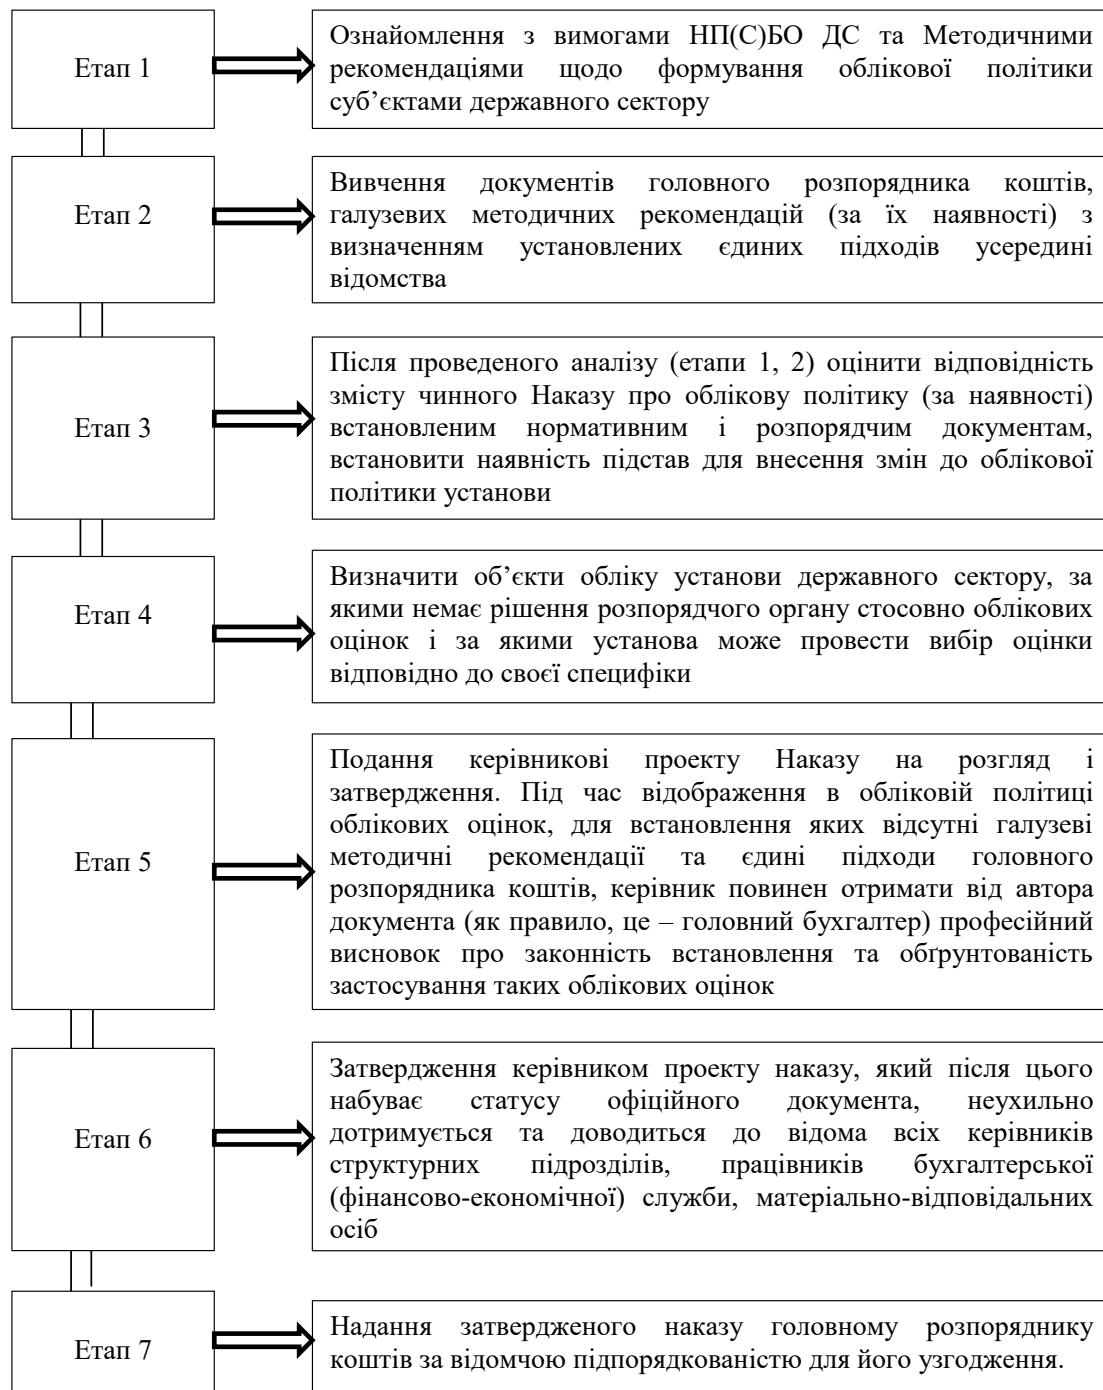 Етап 1
Ознайомлення з вимогами НП(С)БО ДС та Методичними
рекомендаціями щодо формування облікової політики
суб’єктами державного сектору
Етап 2
Вивчення документів головного розпорядника коштів,
галузевих методичних рекомендацій (за їх наявності) з
визначенням установлених єдиних підходів усередині
відомства
Етап 3
Після проведеного аналізу (етапи 1, 2) оцінити відповідність
змісту чинного Наказу про облікову політику (за наявності)
встановленим нормативним і розпорядчим документам,
встановити наявність підстав для внесення змін до облікової
політики установи
Етап 4
Визначити об’єкти обліку установи державного сектору, за
якими немає рішення розпорядчого органу стосовно облікових
оцінок і за якими установа може провести вибір оцінки
відповідно до своєї специфіки
Етап 5
Подання керівникові проекту Наказу на розгляд і
затвердження. Під час відображення в обліковій політиці
облікових оцінок, для встановлення яких відсутні галузеві
методичні рекомендації та єдині підходи головного
розпорядника коштів, керівник повинен отримати від автора
документа (як правило, це – головний бухгалтер) професійний
висновок про законність встановлення та обґрунтованість
застосування таких облікових оцінок
Етап 6
Затвердження керівником проекту наказу, який після цього
набуває статусу офіційного документа, неухильно
дотримується та доводиться до відома всіх керівників
структурних підрозділів, працівників бухгалтерської
(фінансово-економічної) служби, матеріально-відповідальних
осіб
Етап 7
Надання затвердженого наказу головному розпоряднику
коштів за відомчою підпорядкованістю для його узгодження.